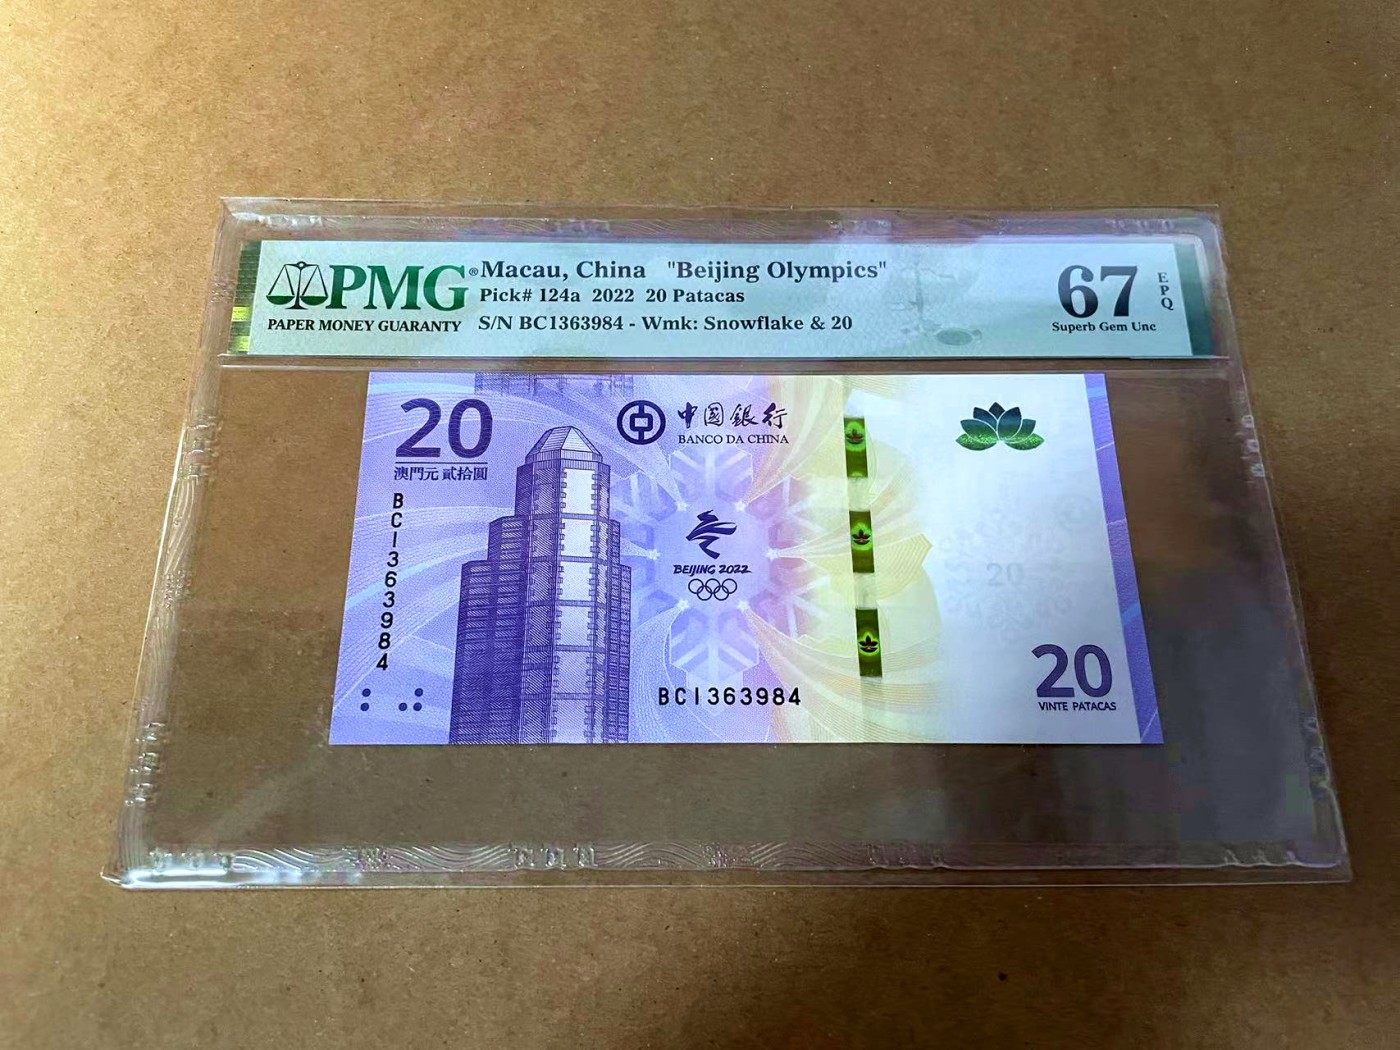 PMG®
PAPER MONEY GUARANTY
Macau, China "Beijing Olympics"
Pick# 124a 2022 20 Patacas
S/N BC1363984 - Wmk: Snowflake & 20
67
EPQ
Superb Gem Unc
20
澳門元 貳拾圓
BC1363984
中國銀行
BANCO DA CHINA
BEIJING 2022
20
BC1363984
20
VINTE PATACAS